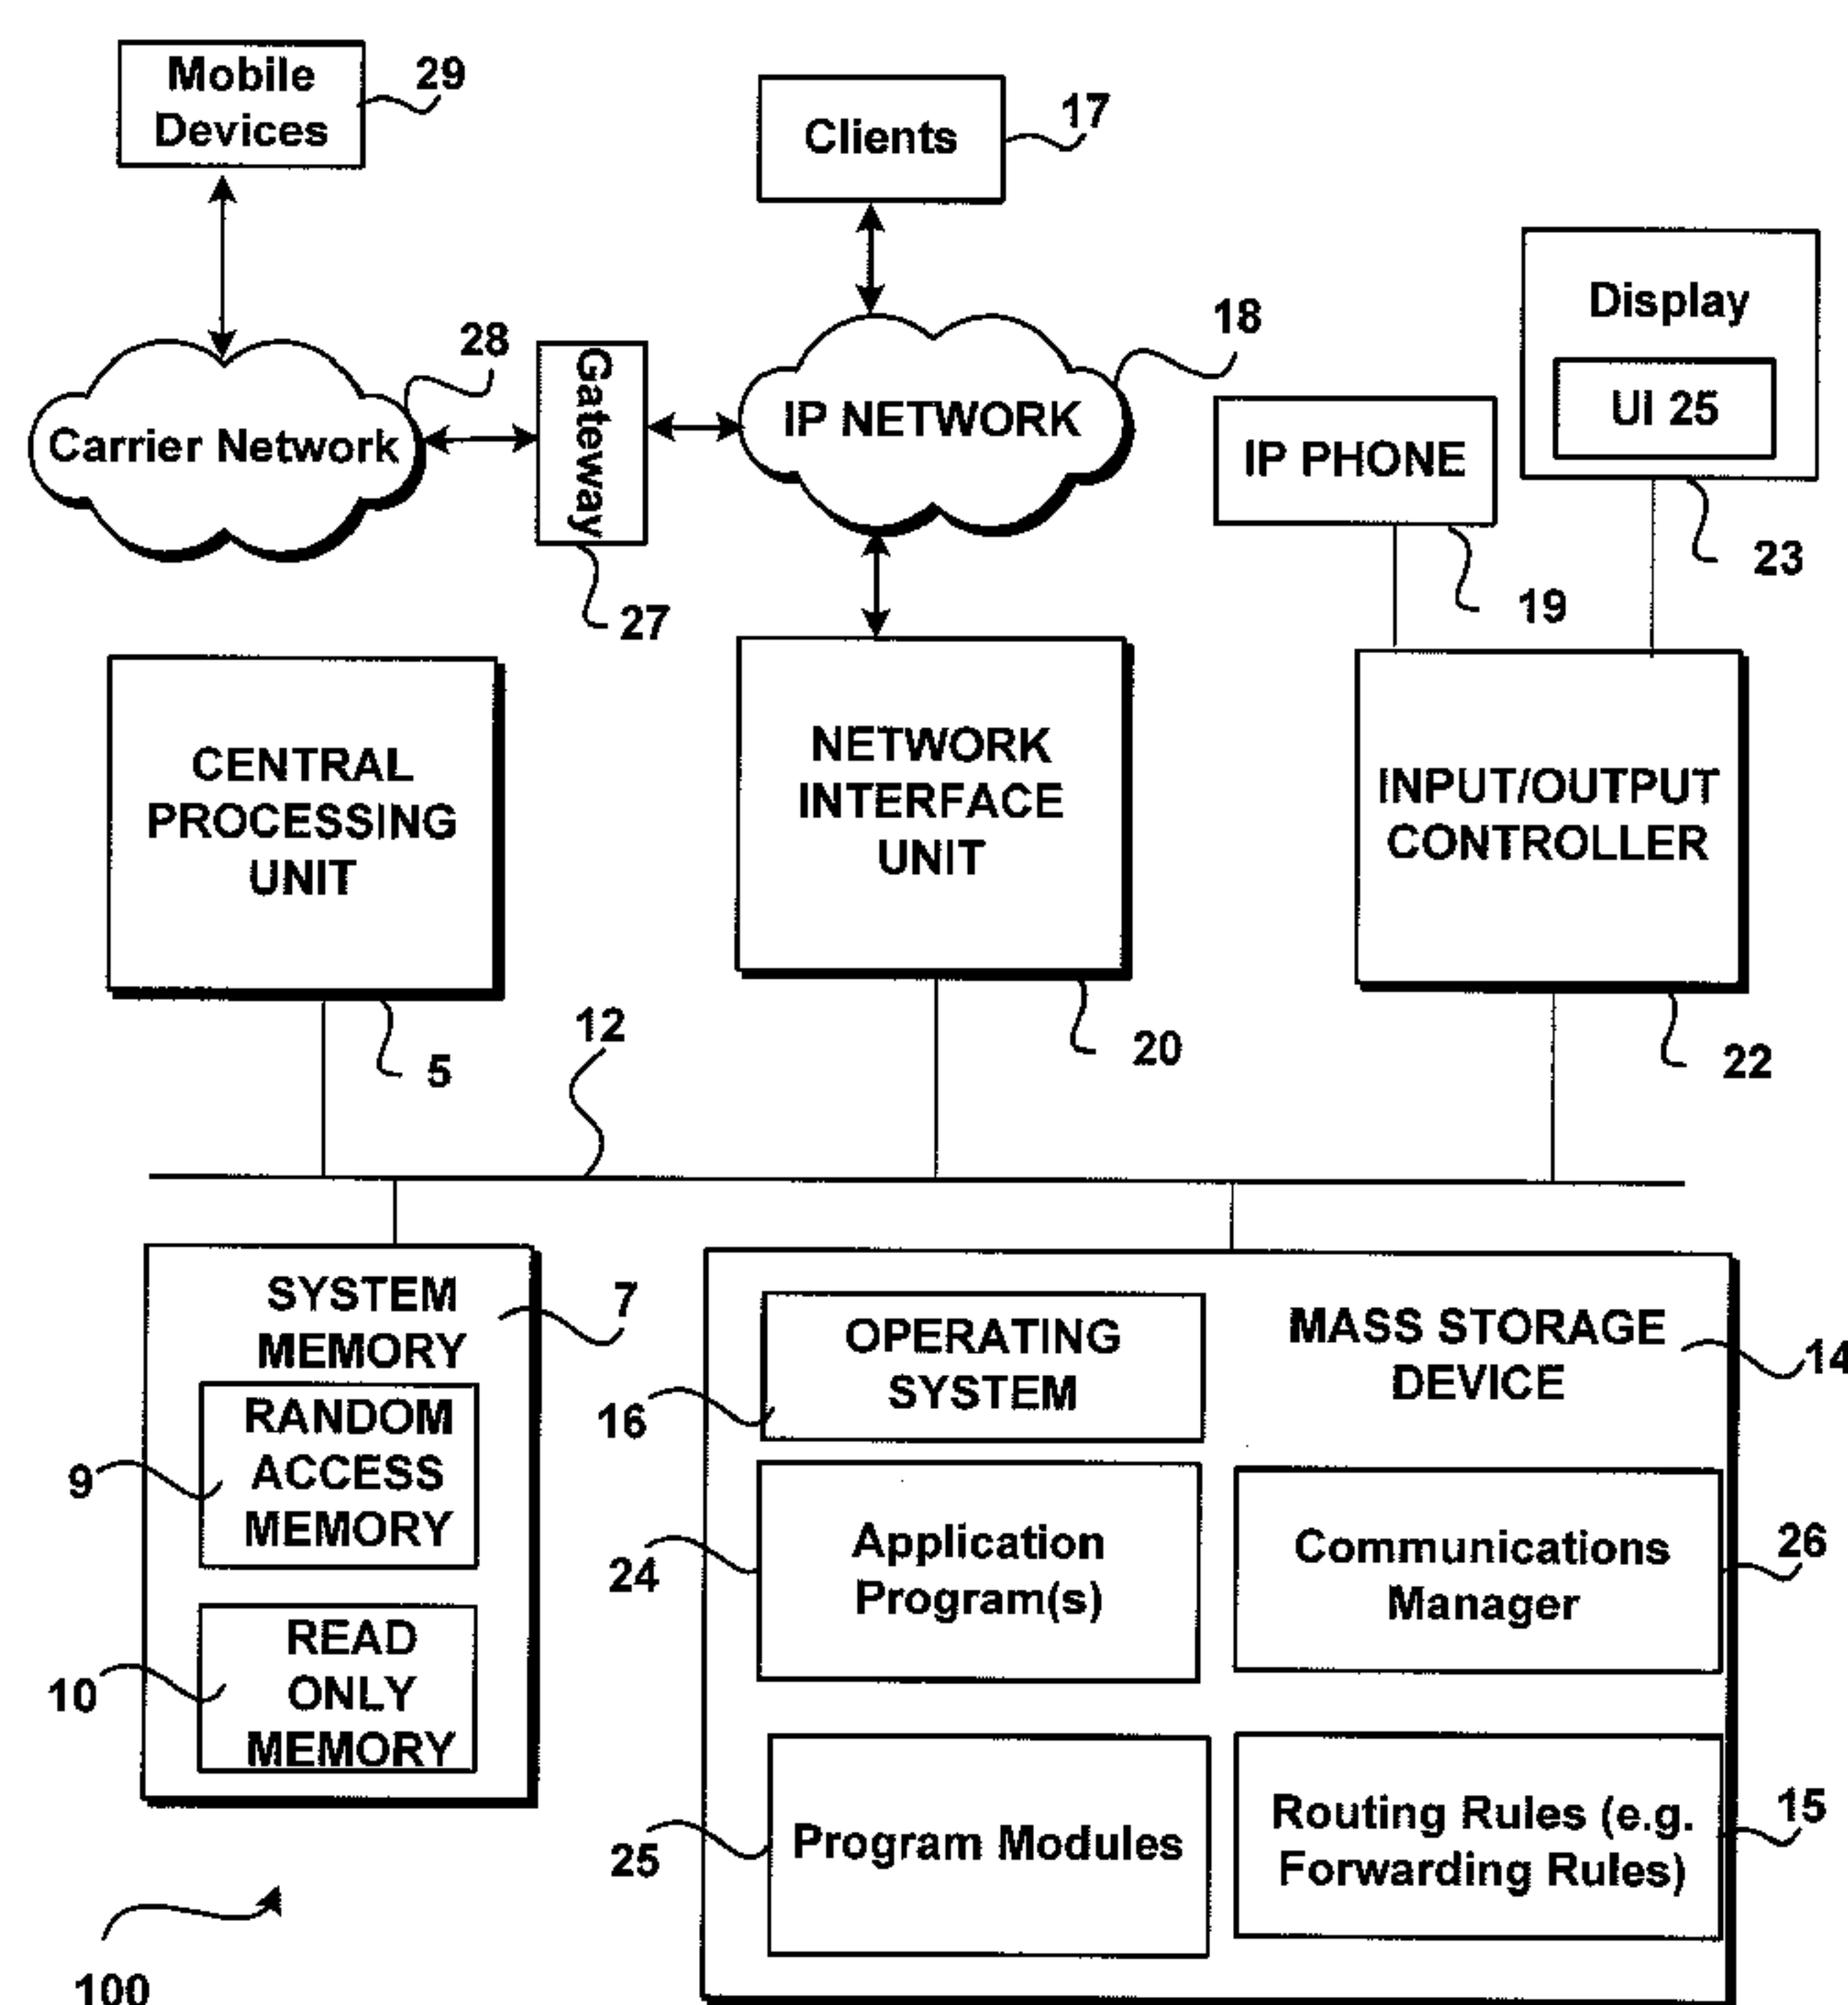 Mobile
Devices
29
Clients
17
Display
UI 25
23
28
Carrier Network
Gateway
27
IP NETWORK
18
IP PHONE
19
CENTRAL
PROCESSING
UNIT
5
NETWORK
INTERFACE
UNIT
20
INPUT/OUTPUT
CONTROLLER
22
12
SYSTEM
MEMORY
7
RANDOM
ACCESS
MEMORY
9
READ
ONLY
MEMORY
10
OPERATING
SYSTEM
16
MASS STORAGE
DEVICE
14
Application
Program(s)
24
Communications
Manager
26
Program Modules
25
Routing Rules (e.g.
Forwarding Rules)
15
100